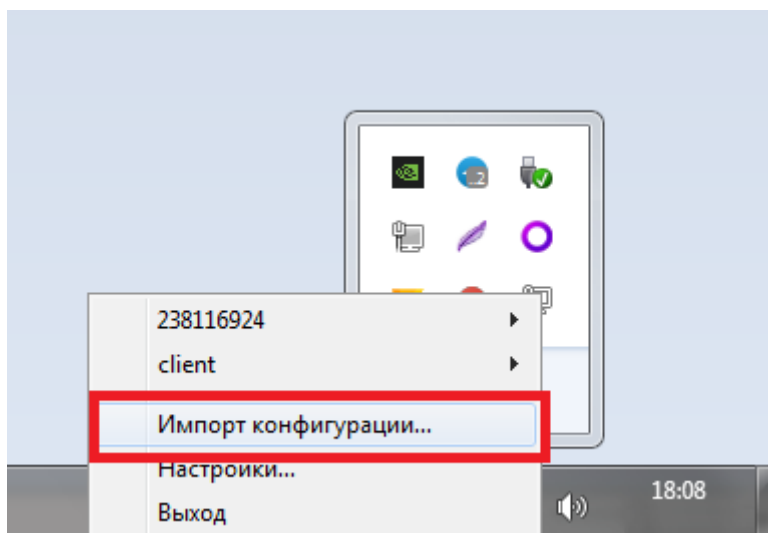 238116924
client
Импорт конфигурации...
Настройки...
Выход
18:08